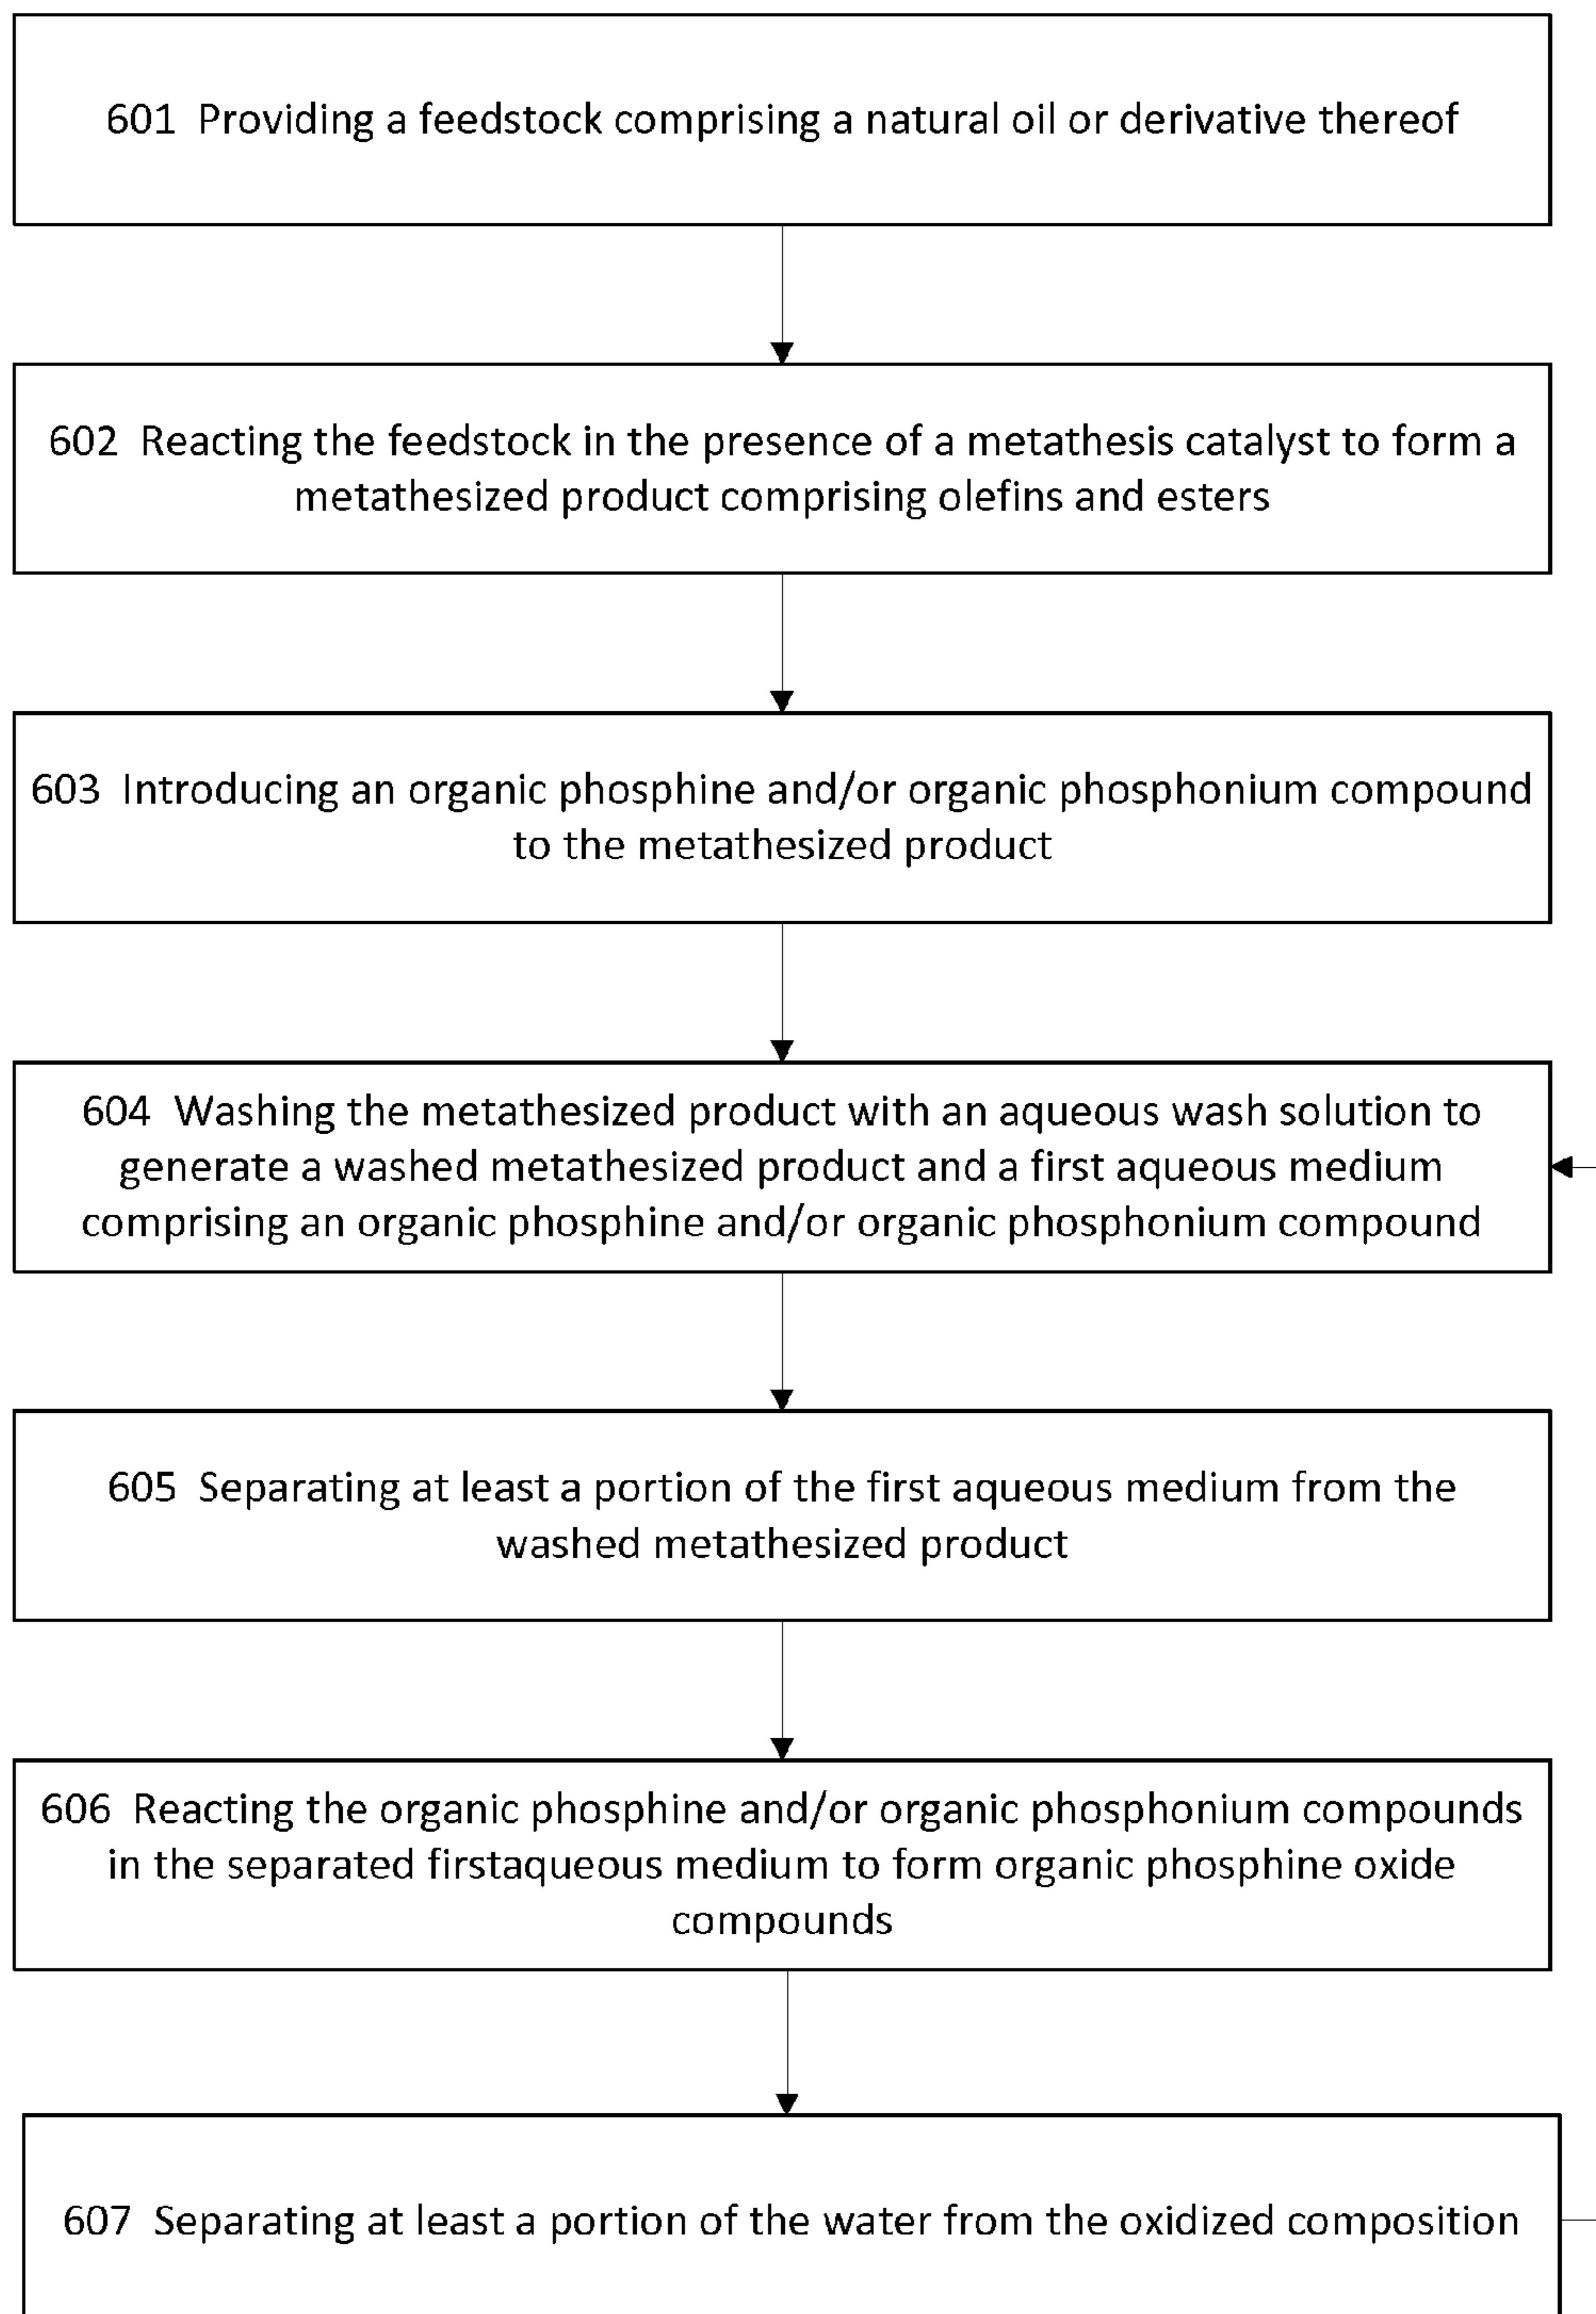 601 Providing a feedstock comprising a natural oil or derivative thereof
602 Reacting the feedstock in the presence of a metathesis catalyst to form a
metathesized product comprising olefins and esters
603 Introducing an organic phosphine and/or organic phosphonium compound
to the metathesized product
604 Washing the metathesized product with an aqueous wash solution to
generate a washed metathesized product and a first aqueous medium
comprising an organic phosphine and/or organic phosphonium compound
605 Separating at least a portion of the first aqueous medium from the
washed metathesized product
606 Reacting the organic phosphine and/or organic phosphonium compounds
in the separated firstaqueous medium to form organic phosphine oxide
compounds
607 Separating at least a portion of the water from the oxidized composition